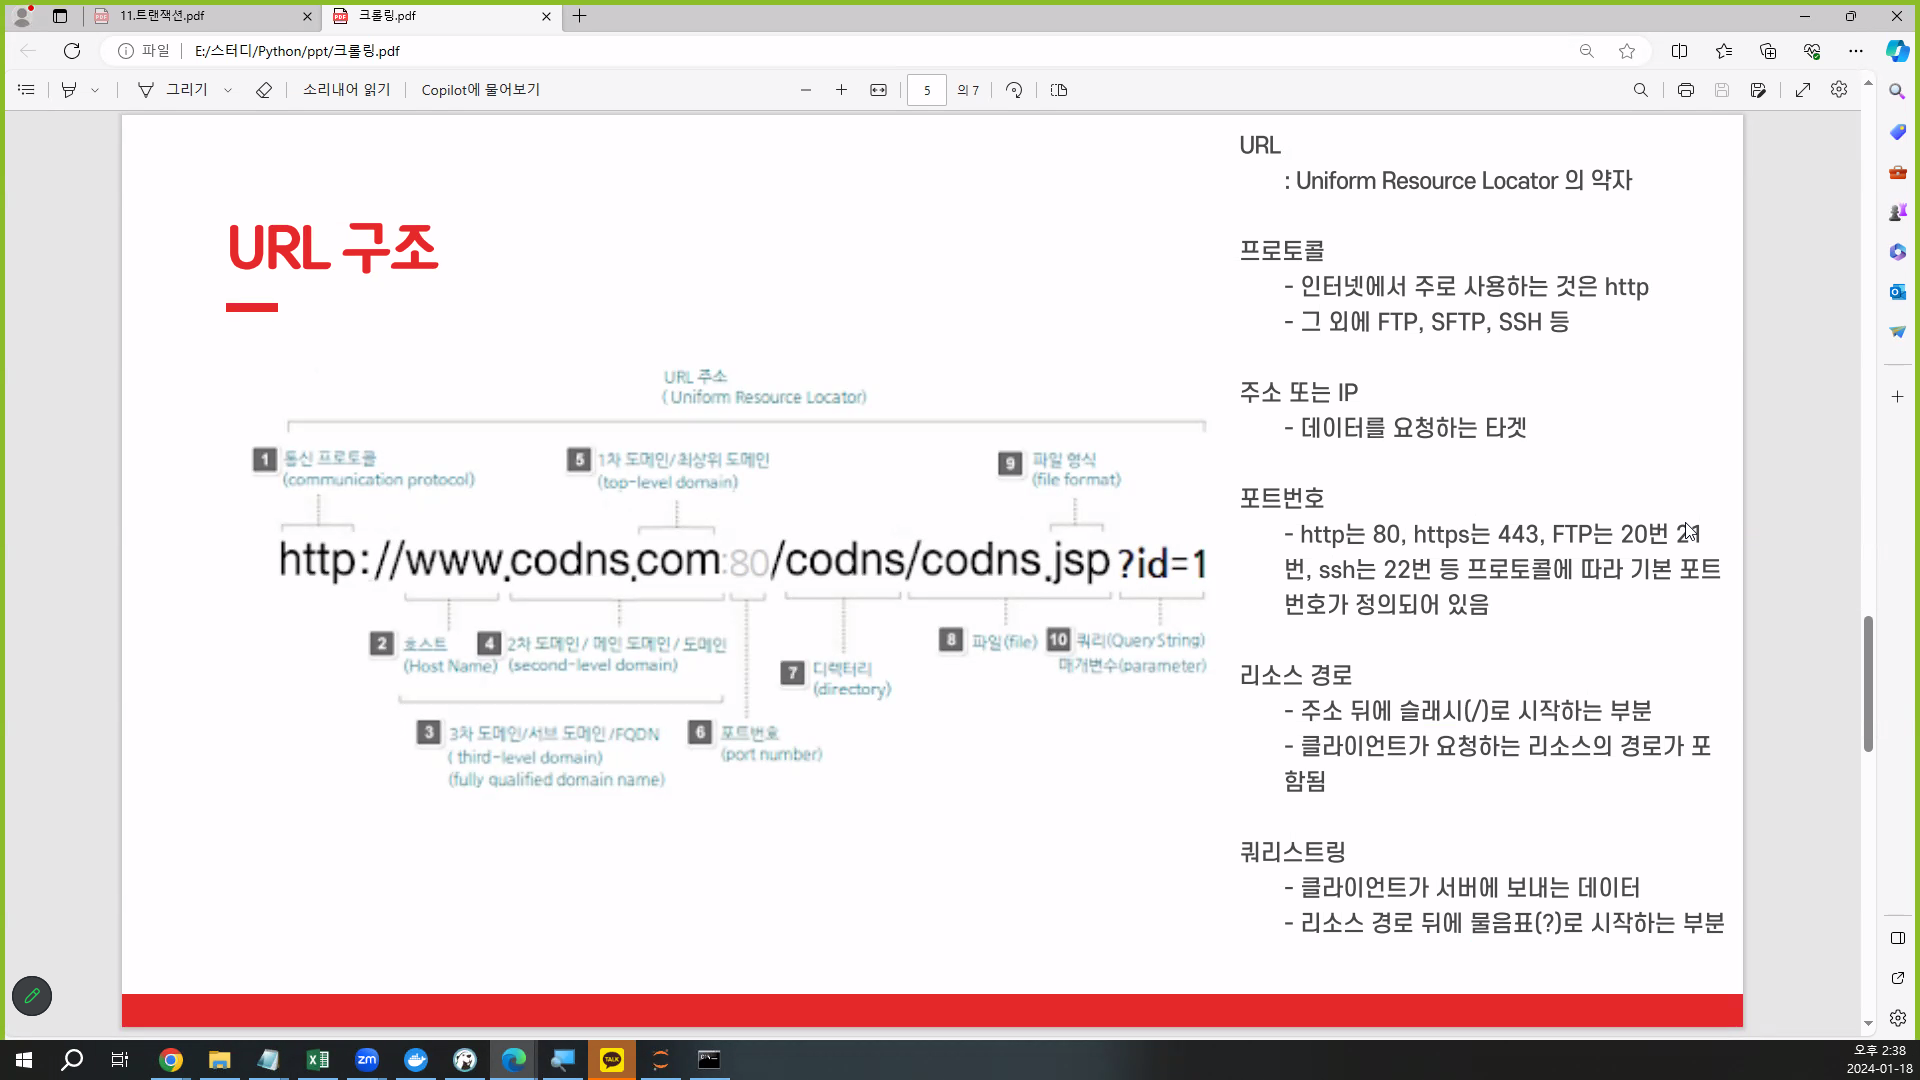 11.트랜잭션.pdf
크롤링.pdf
파일
E:/스터디/Python/ppt/크롤링.pdf
그리기
소리내어 읽기
Copilot에 물어보기
5
의 7
URL 구조
URL 주소
( Uniform Resource Locator)
1 통신 프로토콜
(communication protocol)
5 1차 도메인/최상위 도메인
(top-level domain)
9 파일 형식
(file format)
http://www.codns.com:80/codns/codns.jsp?id=1
2 호스트
(Host Name)
4 2차 도메인/ 메인 도메인/ 도메인
(second-level domain)
7 디렉터리
(directory)
8 파일(file)
10 쿼리(Query String)
매개변수(parameter)
3 3차 도메인/서브 도메인 /FQDN
( third-level domain)
(fully qualified domain name)
6 포트번호
(port number)
URL
: Uniform Resource Locator 의 약자
프로토콜
- 인터넷에서 주로 사용하는 것은 http
- 그 외에 FTP, SFTP, SSH 등
주소 또는 IP
- 데이터를 요청하는 타겟
포트번호
- http는 80, https는 443, FTP는 20번 21
번, ssh는 22번 등 프로토콜에 따라 기본 포트
번호가 정의되어 있음
리소스 경로
- 주소 뒤에 슬래시(/)로 시작하는 부분
- 클라이언트가 요청하는 리소스의 경로가 포
함됨
쿼리스트링
- 클라이언트가 서버에 보내는 데이터
- 리소스 경로 뒤에 물음표(?)로 시작하는 부분
zm
TALK
오후 2:38
2024-01-18